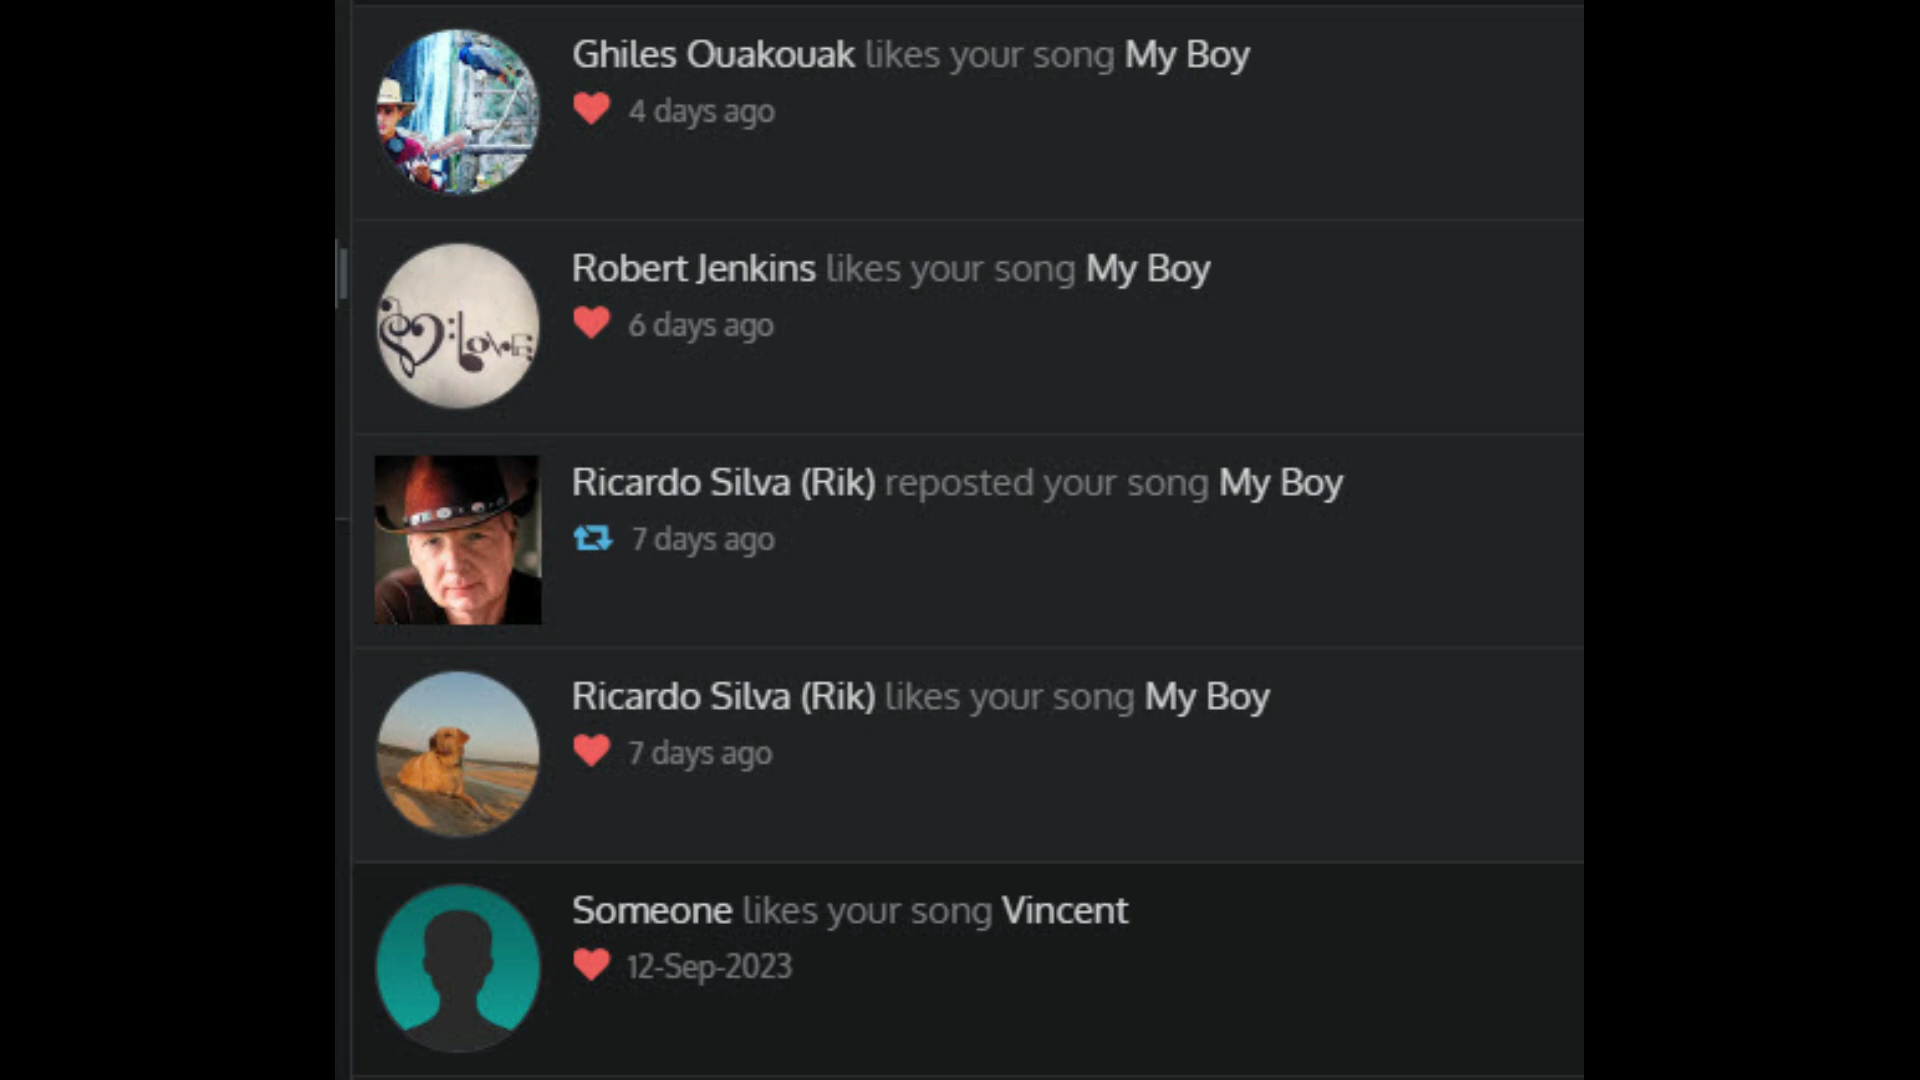 Ghiles Ouakouak likes your song My Boy
4 days ago
Robert Jenkins likes your song My Boy
Love
6 days ago
Ricardo Silva (Rik) reposted your song My Boy
7 days ago
Ricardo Silva (Rik) likes your song My Boy
7 days ago
Someone likes your song Vincent
12-Sep-2023